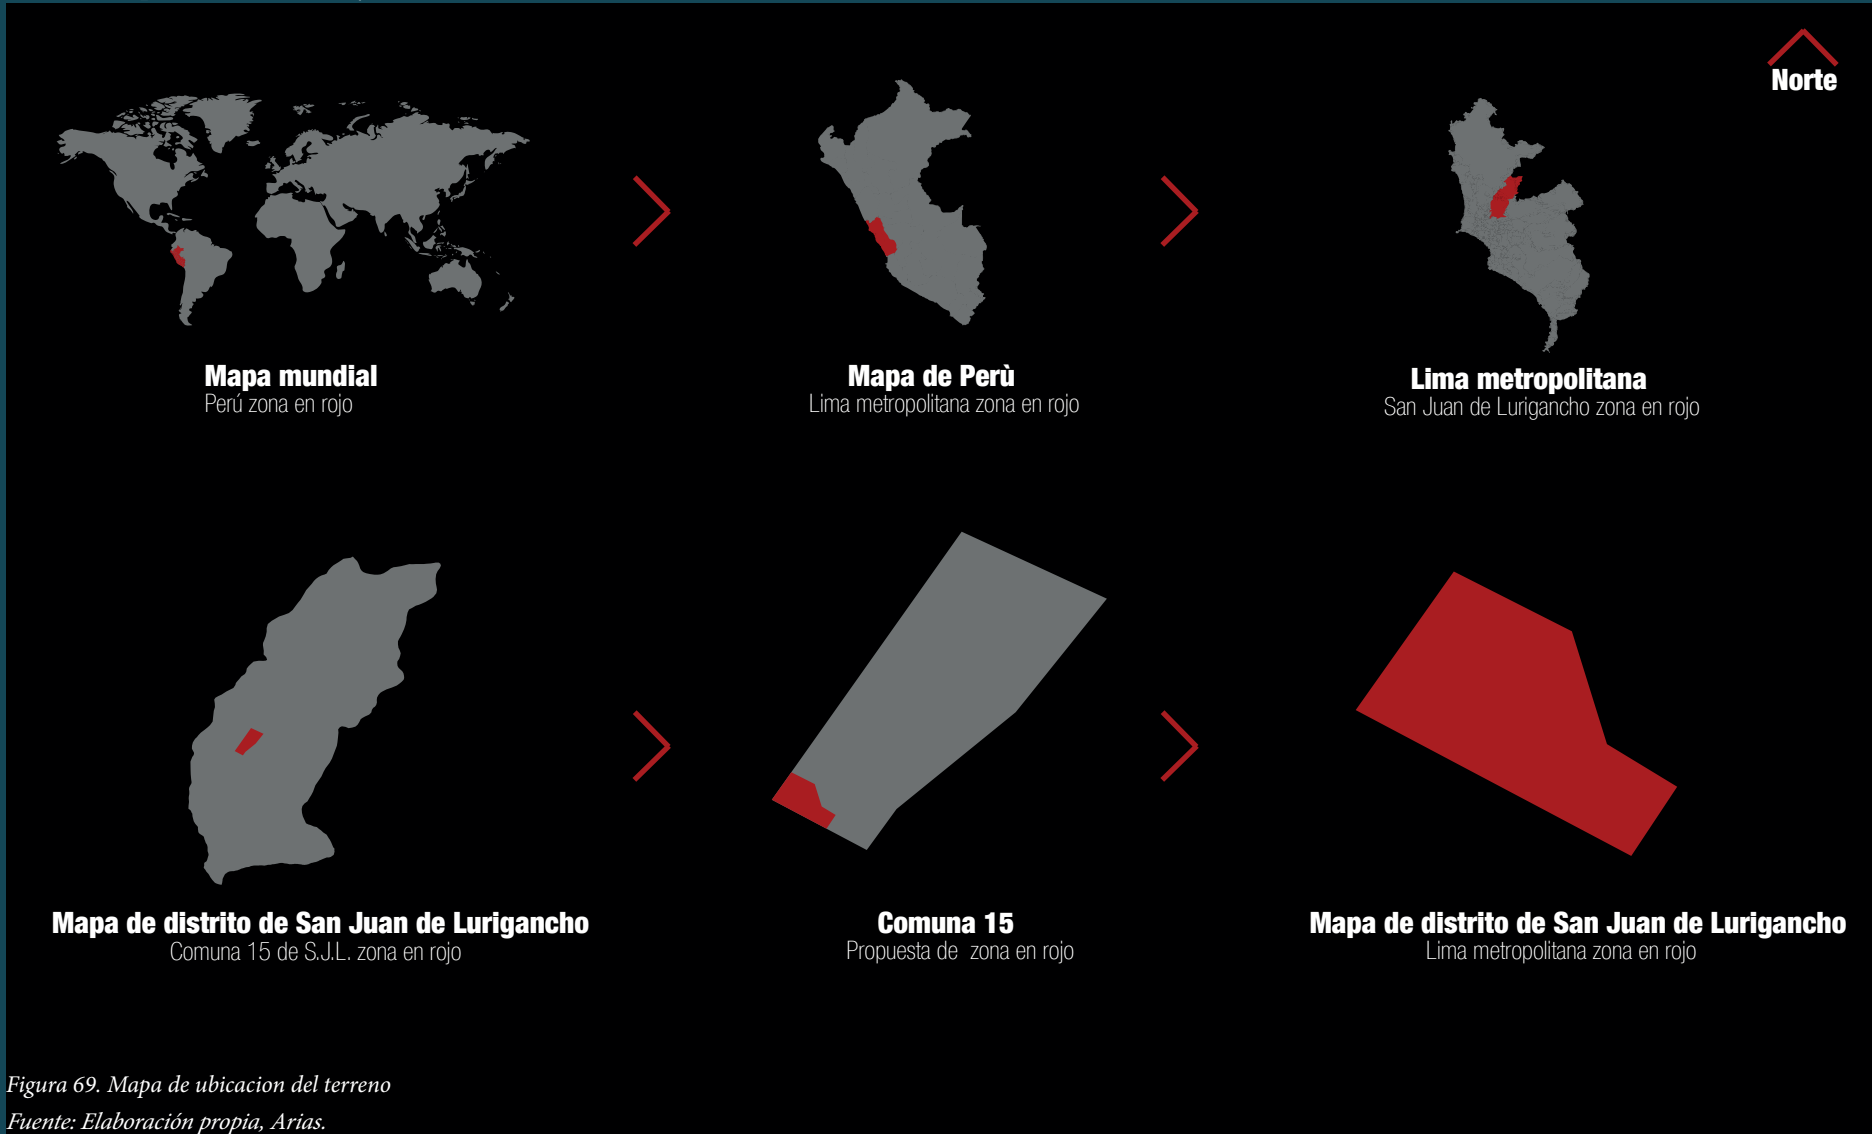 Norte
Mapa mundial
Perú zona en rojo
Mapa de Perù
Lima metropolitana zona en rojo
Lima metropolitana
San Juan de Lurigancho zona en rojo
Mapa de distrito de San Juan de Lurigancho
Comuna 15 de S.J.L. zona en rojo
Comuna 15
Propuesta de  zona en rojo
Mapa de distrito de San Juan de Lurigancho
Lima metropolitana zona en rojo
Figura 69. Mapa de ubicacion del terreno
Fuente: Elaboración propia, Arias.